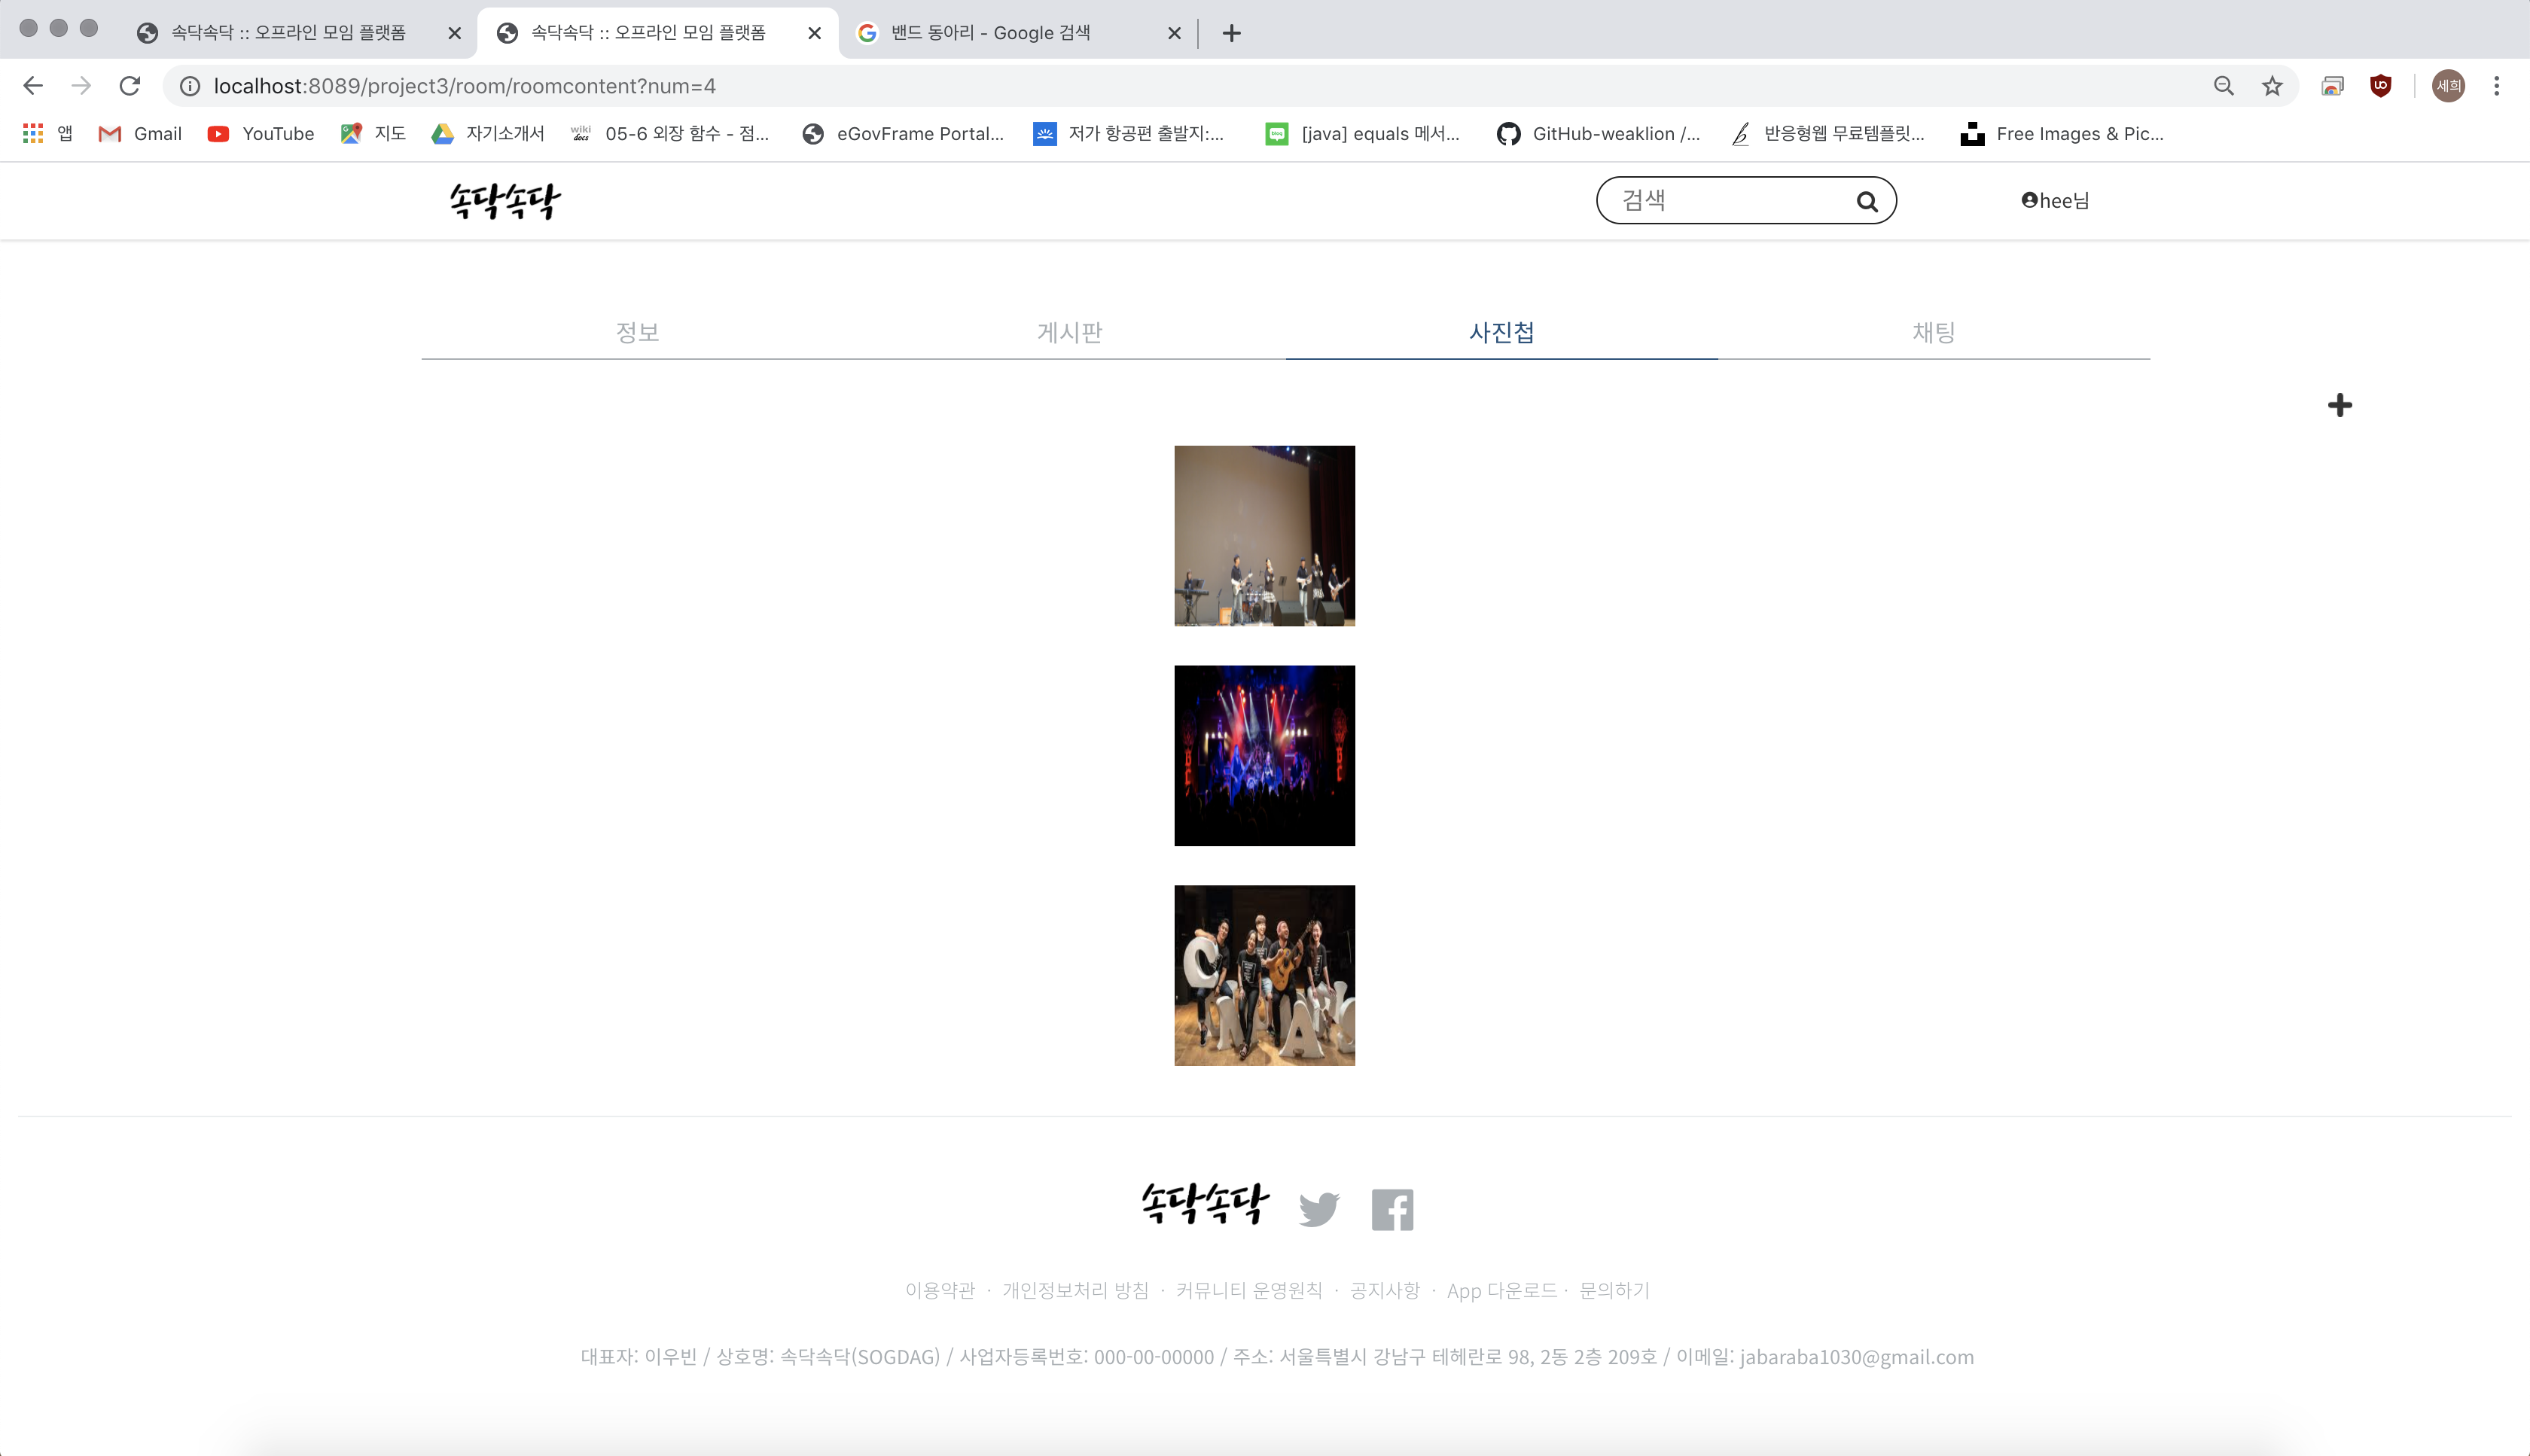 속닥속닥 :: 오프라인 모임 플랫폼
속닥속닥 :: 오프라인 모임 플랫폼
밴드 동아리 - Google 검색
localhost:8089/project3/room/roomcontent?num=4
세희
앱 Gmail YouTube 지도 자기소개서 wiki docs 05-6 외장 함수 - 점... eGovFrame Portal... 저가 항공편 출발지:... blog [java] equals 메서... GitHub-weaklion /... 반응형웹 무료템플릿... Free Images & Pic...
속닥속닥 검색 hee님
정보 게시판 사진첩 채팅
속닥속닥
이용약관 · 개인정보처리 방침 · 커뮤니티 운영원칙 · 공지사항 · App 다운로드 · 문의하기
대표자: 이우빈 / 상호명: 속닥속닥(SOGDAG) / 사업자등록번호: 000-00-00000 / 주소: 서울특별시 강남구 테헤란로 98, 2동 2층 209호 / 이메일: jabaraba1030@gmail.com